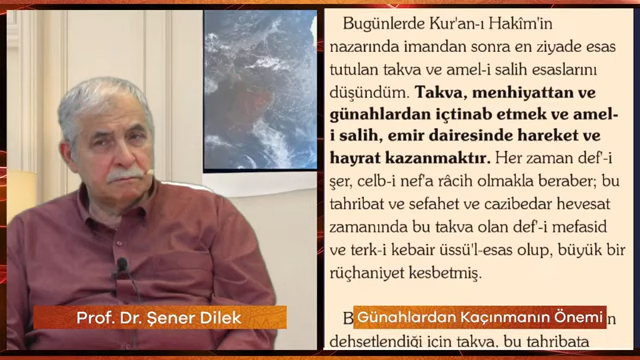 Bugünlerde Kur'an-ı Hakîm'in
nazarında imandan sonra en ziyade esas
tutulan takva ve amel-i salih esaslarını
düşündüm. Takva, menhiyattan ve
günahlardan içtinab etmek ve amel-
i salih, emir dairesinde hareket ve
hayrat kazanmaktır. Her zaman def'-i
şer, celb-i nef'a râcih olmakla beraber; bu
tahribat ve sefahet ve cazibedar hevesat
zamanında bu takva olan def'-i mefasid
ve terk-i kebair üssü'l-esas olup, büyük bir
rüçhaniyet kesbetmiş.
dehşetlendiği için takva, bu tahribata
Prof. Dr. Şener Dilek
Günahlardan Kaçınmanın Önemi